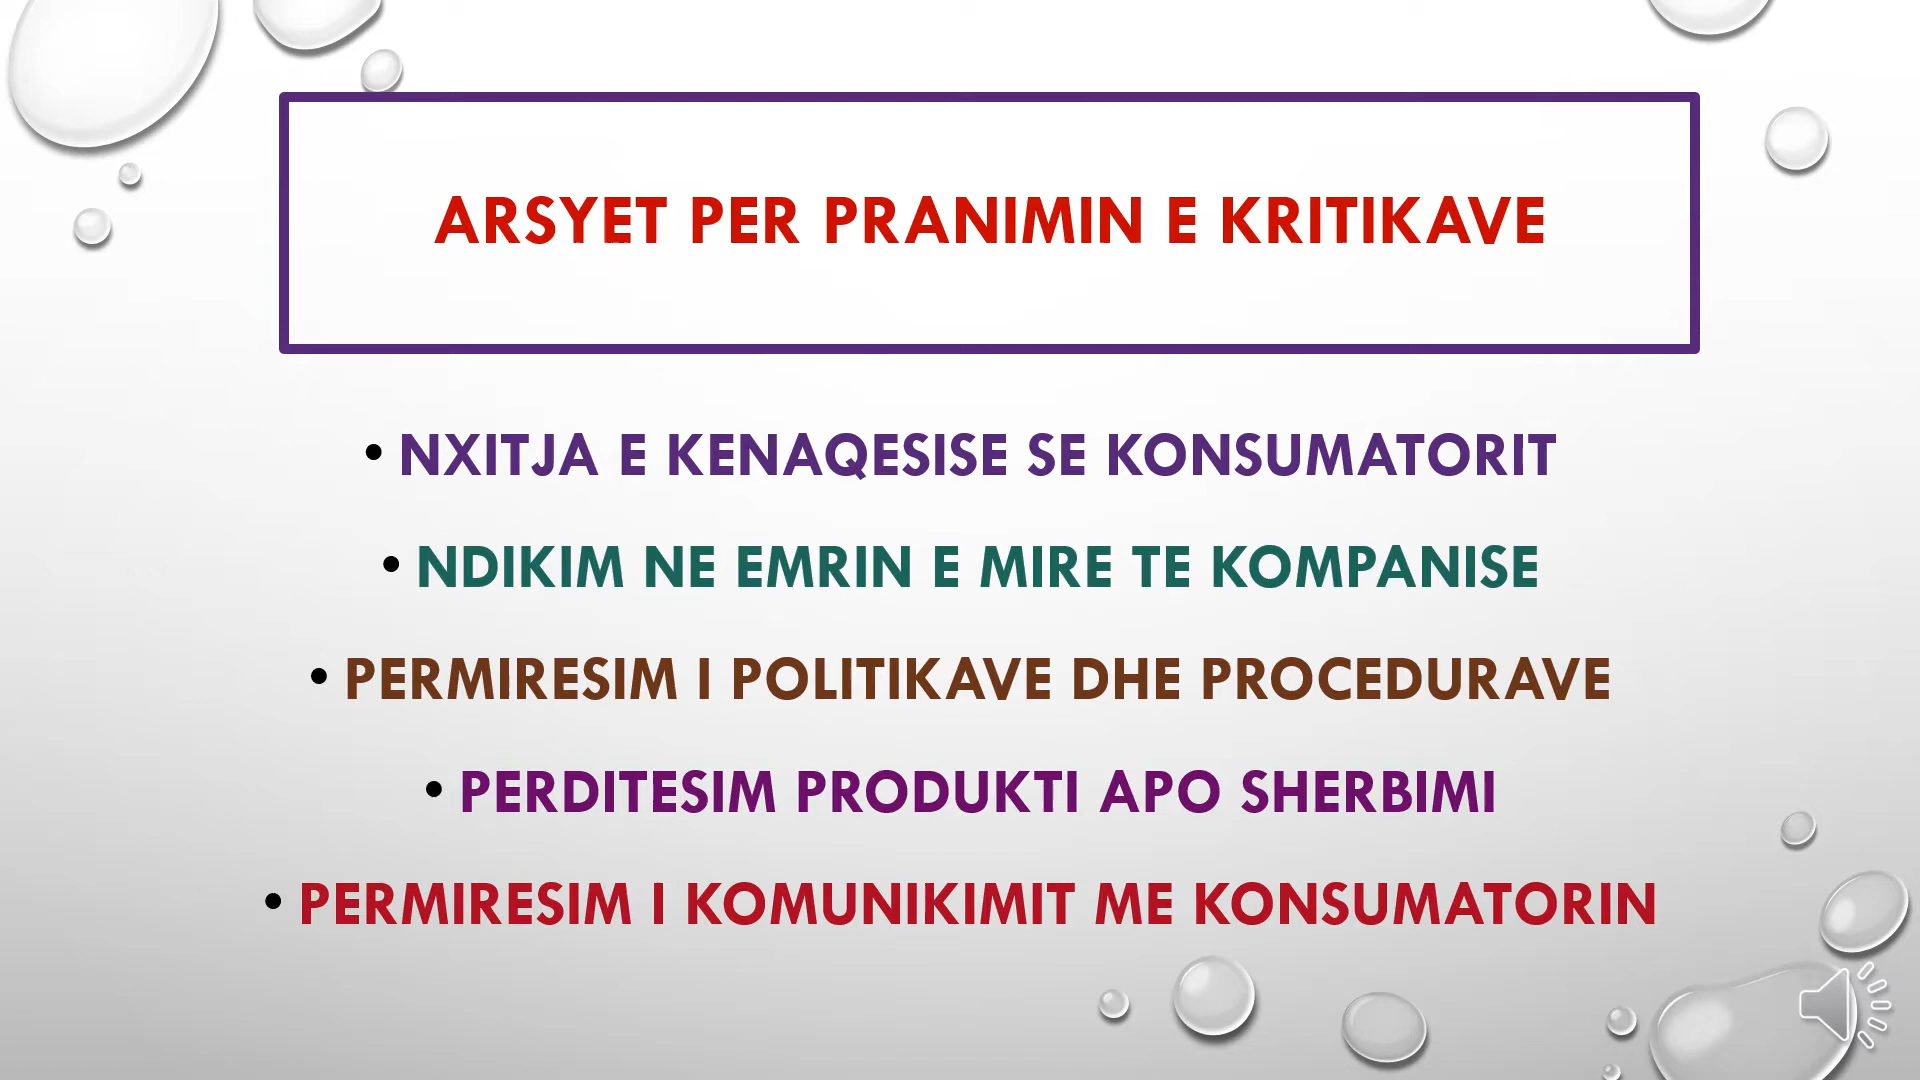 ARSYET PER PRANIMIN E KRITIKAVE
• NXITJA E KENAQESISE SE KONSUMATORIT
• NDIKIM NE EMRIN E MIRE TE KOMPANISE
• PERMIRESIM I POLITIKAVE DHE PROCEDURAVE
• PERDITESIM PRODUKTI APO SHERBIMI
• PERMIRESIM I KOMUNIKIMIT ME KONSUMATORIN